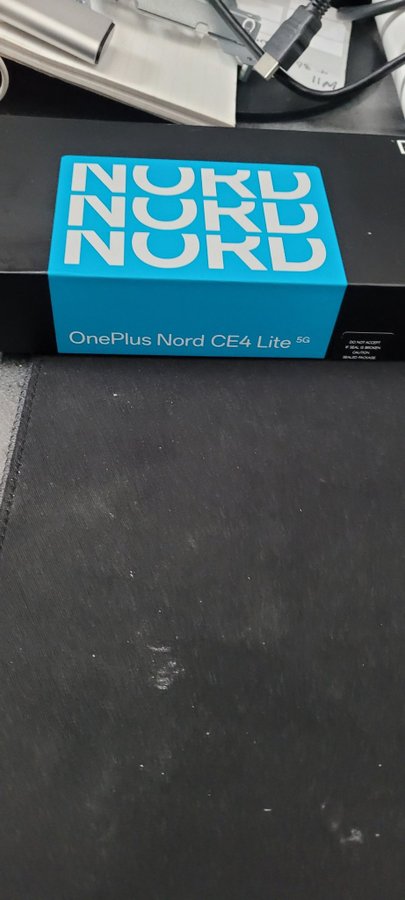 NORD
NORD
NORD
OnePlus Nord CE4 Lite 5G
DO NOT ACCEPT
IF SEAL IS BROKEN
CAUTION
SEALED PACKAGE